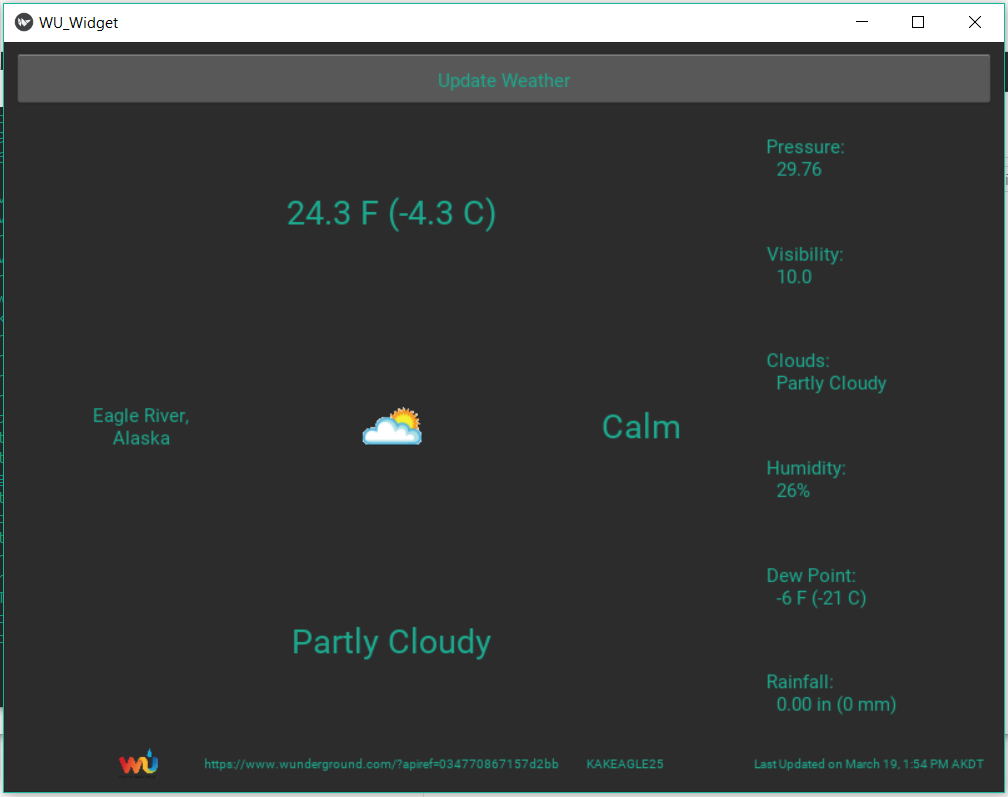 WU_Widget
Update Weather
24.3 F (-4.3 C)
Eagle River,
Alaska
Calm
Partly Cloudy
Pressure:
29.76
Visibility:
10.0
Clouds:
Partly Cloudy
Humidity:
26%
Dew Point:
-6 F (-21 C)
Rainfall:
0.00 in (0 mm)
wu
https://www.wunderground.com/?apiref=034770867157d2bb
KAKEAGLE25
Last Updated on March 19, 1:54 PM AKDT